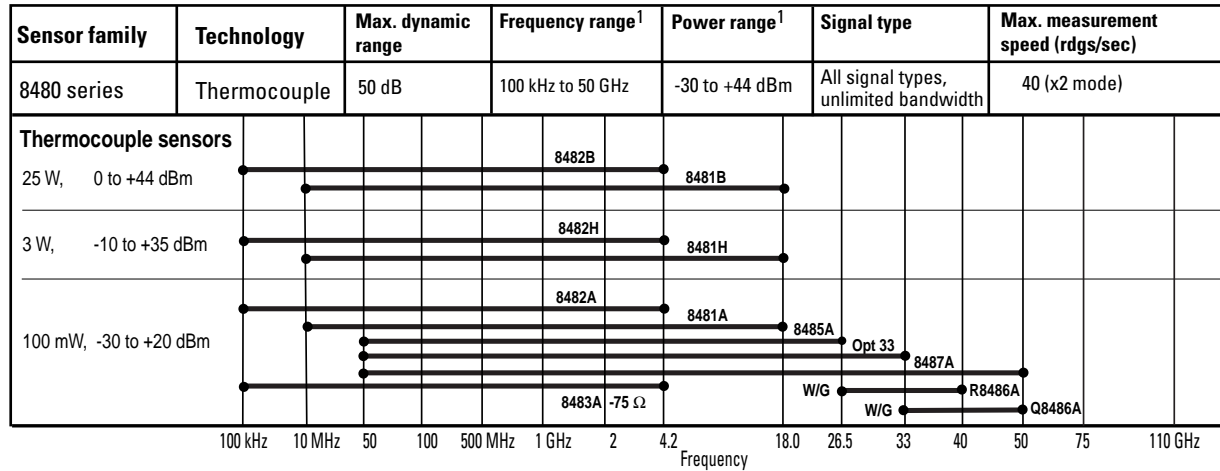 Sensor family Technology Max. dynamic range Frequency range1 Power range1 Signal type Max. measurement speed (rdgs/sec)
8480 series Thermocouple 50 dB 100 kHz to 50 GHz -30 to +44 dBm All signal types, unlimited bandwidth 40 (x2 mode)
Thermocouple sensors
8482B
25 W, 0 to +44 dBm
8481B
8482H
3 W, -10 to +35 dBm
8481H
8482A
8481A
100 mW, -30 to +20 dBm
8485A
Opt 33
8487A
W/G R8486A
8483A -75 Ω
W/G Q8486A
100 kHz 10 MHz 50 100 500 MHz 1 GHz 2 4.2 18.0 26.5 33 40 50 75 110 GHz
Frequency